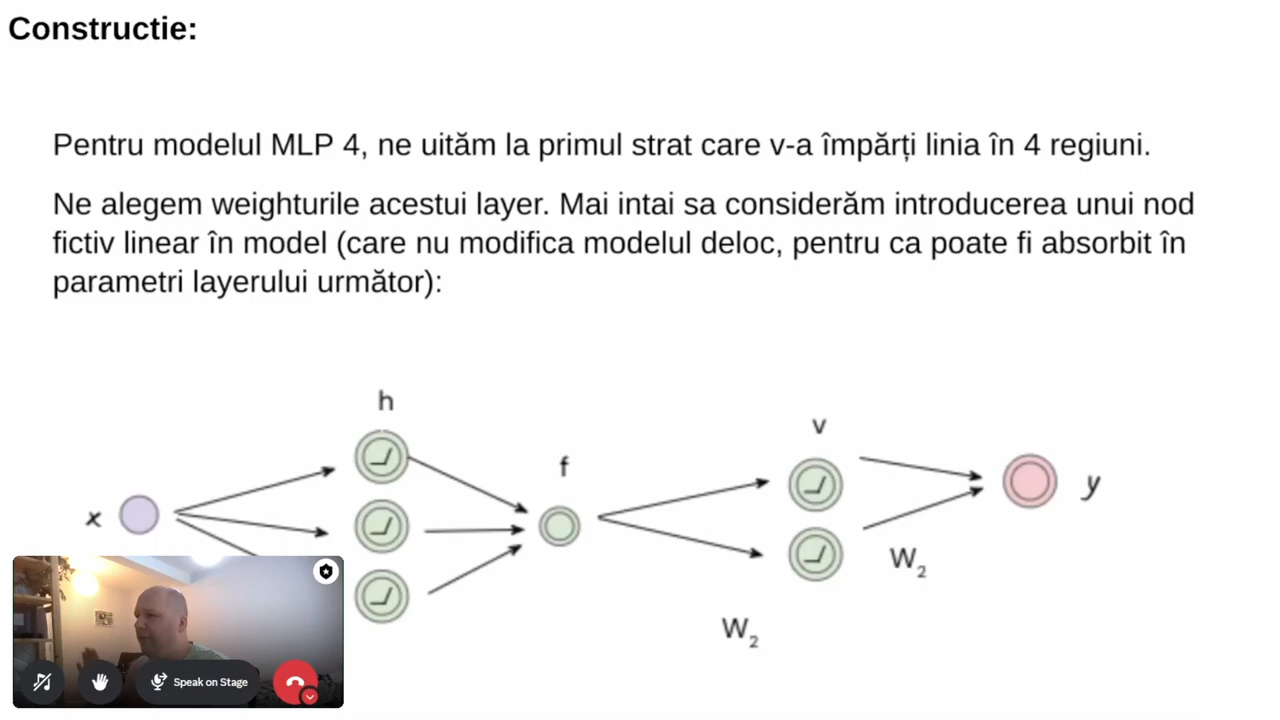 Constructie:
Pentru modelul MLP 4, ne uităm la primul strat care v-a împărți linia în 4 regiuni.
Ne alegem weighturile acestui layer. Mai intai sa considerăm introducerea unui nod
fictiv linear în model (care nu modifica modelul deloc, pentru ca poate fi absorbit în
parametri layerului următor):
h
f
v
x
y
W₂
W₂
Speak on Stage